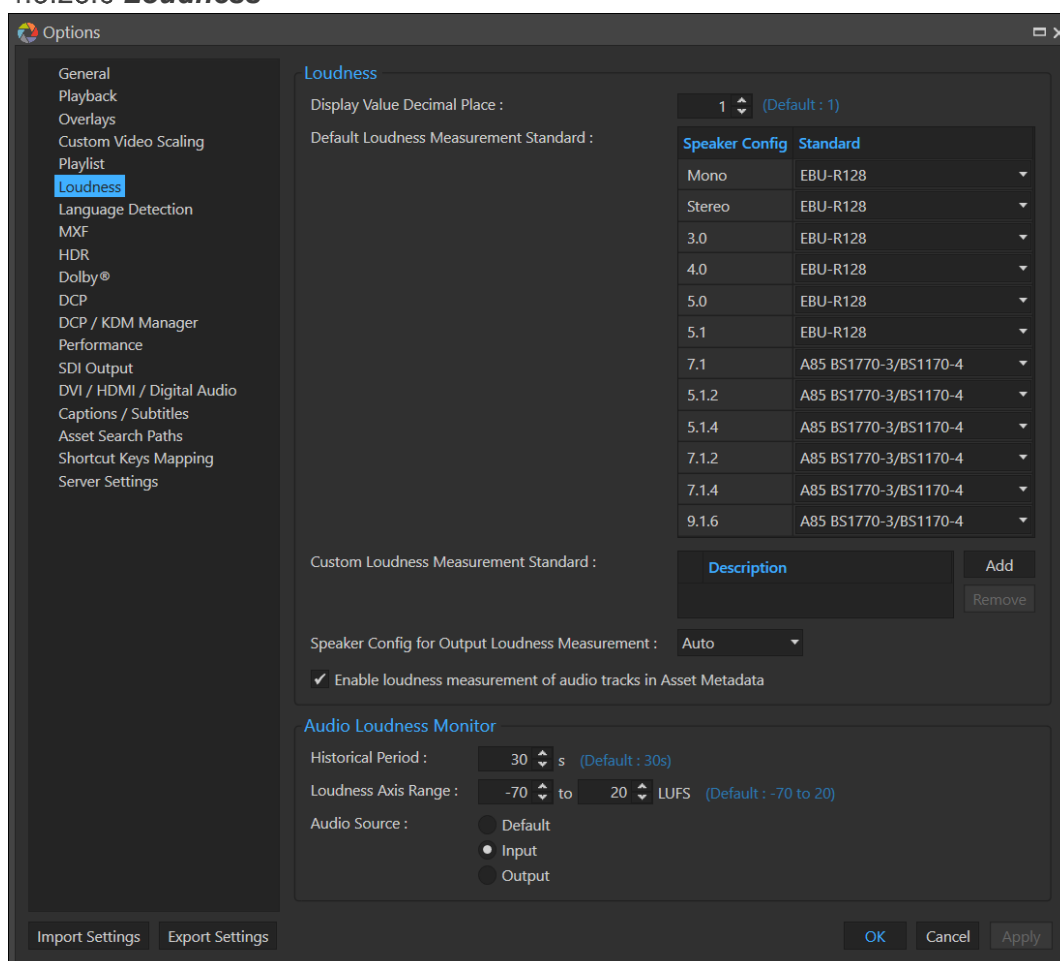 Options
General
Playback
Overlays
Custom Video Scaling
Playlist
Loudness
Language Detection
MXF
HDR
Dolby®
DCP
DCP / KDM Manager
Performance
SDI Output
DVI / HDMI / Digital Audio
Captions / Subtitles
Asset Search Paths
Shortcut Keys Mapping
Server Settings
Loudness
Display Value Decimal Place : 1 (Default : 1)
Default Loudness Measurement Standard :
Speaker Config Standard
Mono EBU-R128
Stereo EBU-R128
3.0 EBU-R128
4.0 EBU-R128
5.0 EBU-R128
5.1 EBU-R128
7.1 A85 BS1770-3/BS1170-4
5.1.2 A85 BS1770-3/BS1170-4
5.1.4 A85 BS1770-3/BS1170-4
7.1.2 A85 BS1770-3/BS1170-4
7.1.4 A85 BS1770-3/BS1170-4
9.1.6 A85 BS1770-3/BS1170-4
Custom Loudness Measurement Standard : Description Add
Remove
Speaker Config for Output Loudness Measurement : Auto
Enable loudness measurement of audio tracks in Asset Metadata
Audio Loudness Monitor
Historical Period : 30 s (Default : 30s)
Loudness Axis Range : -70 to 20 LUFS (Default : -70 to 20)
Audio Source : Default
Input
Output
Import Settings Export Settings OK Cancel Apply